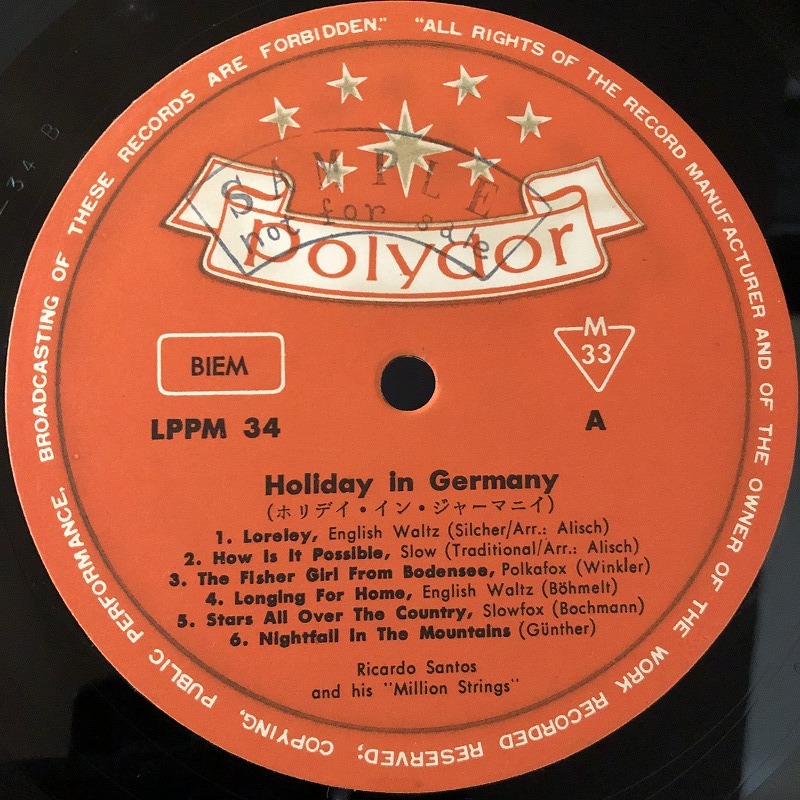 "ALL RIGHTS OF THE RECORD MANUFACTURER AND OF THE OWNER OF THE WORK RECORDED RESERVED; COPYING, PUBLIC PERFORMANCE, BROADCASTING OF THESE RECORDS ARE FORBIDDEN."
SAMPLE
not for sale
Polydor
BIEM
M
33
LPPM 34
A
Holiday in Germany
(ホリデイ・イン・ジャーマニイ)
1. Loreley, English Waltz (Silcher/Arr.: Alisch)
2. How Is It Possible, Slow (Traditional/Arr.: Alisch)
3. The Fisher Girl From Bodensee, Polkafox (Winkler)
4. Longing For Home, English Waltz (Böhmelt)
5. Stars All Over The Country, Slowfox (Bochmann)
6. Nightfall In The Mountains (Günther)
Ricardo Santos
and his "Million Strings"
34 B